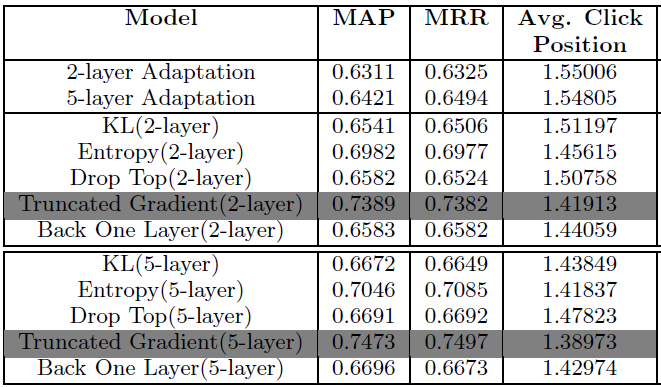 Model MAP MRR Avg. Click
Position
2-layer Adaptation 0.6311 0.6325 1.55006
5-layer Adaptation 0.6421 0.6494 1.54805
KL(2-layer) 0.6541 0.6506 1.51197
Entropy(2-layer) 0.6982 0.6977 1.45615
Drop Top(2-layer) 0.6582 0.6524 1.50758
Truncated Gradient(2-layer) 0.7389 0.7382 1.41913
Back One Layer(2-layer) 0.6583 0.6582 1.44059
KL(5-layer) 0.6672 0.6649 1.43849
Entropy(5-layer) 0.7046 0.7085 1.41837
Drop Top(5-layer) 0.6691 0.6692 1.47823
Truncated Gradient(5-layer) 0.7473 0.7497 1.38973
Back One Layer(5-layer) 0.6696 0.6673 1.42974